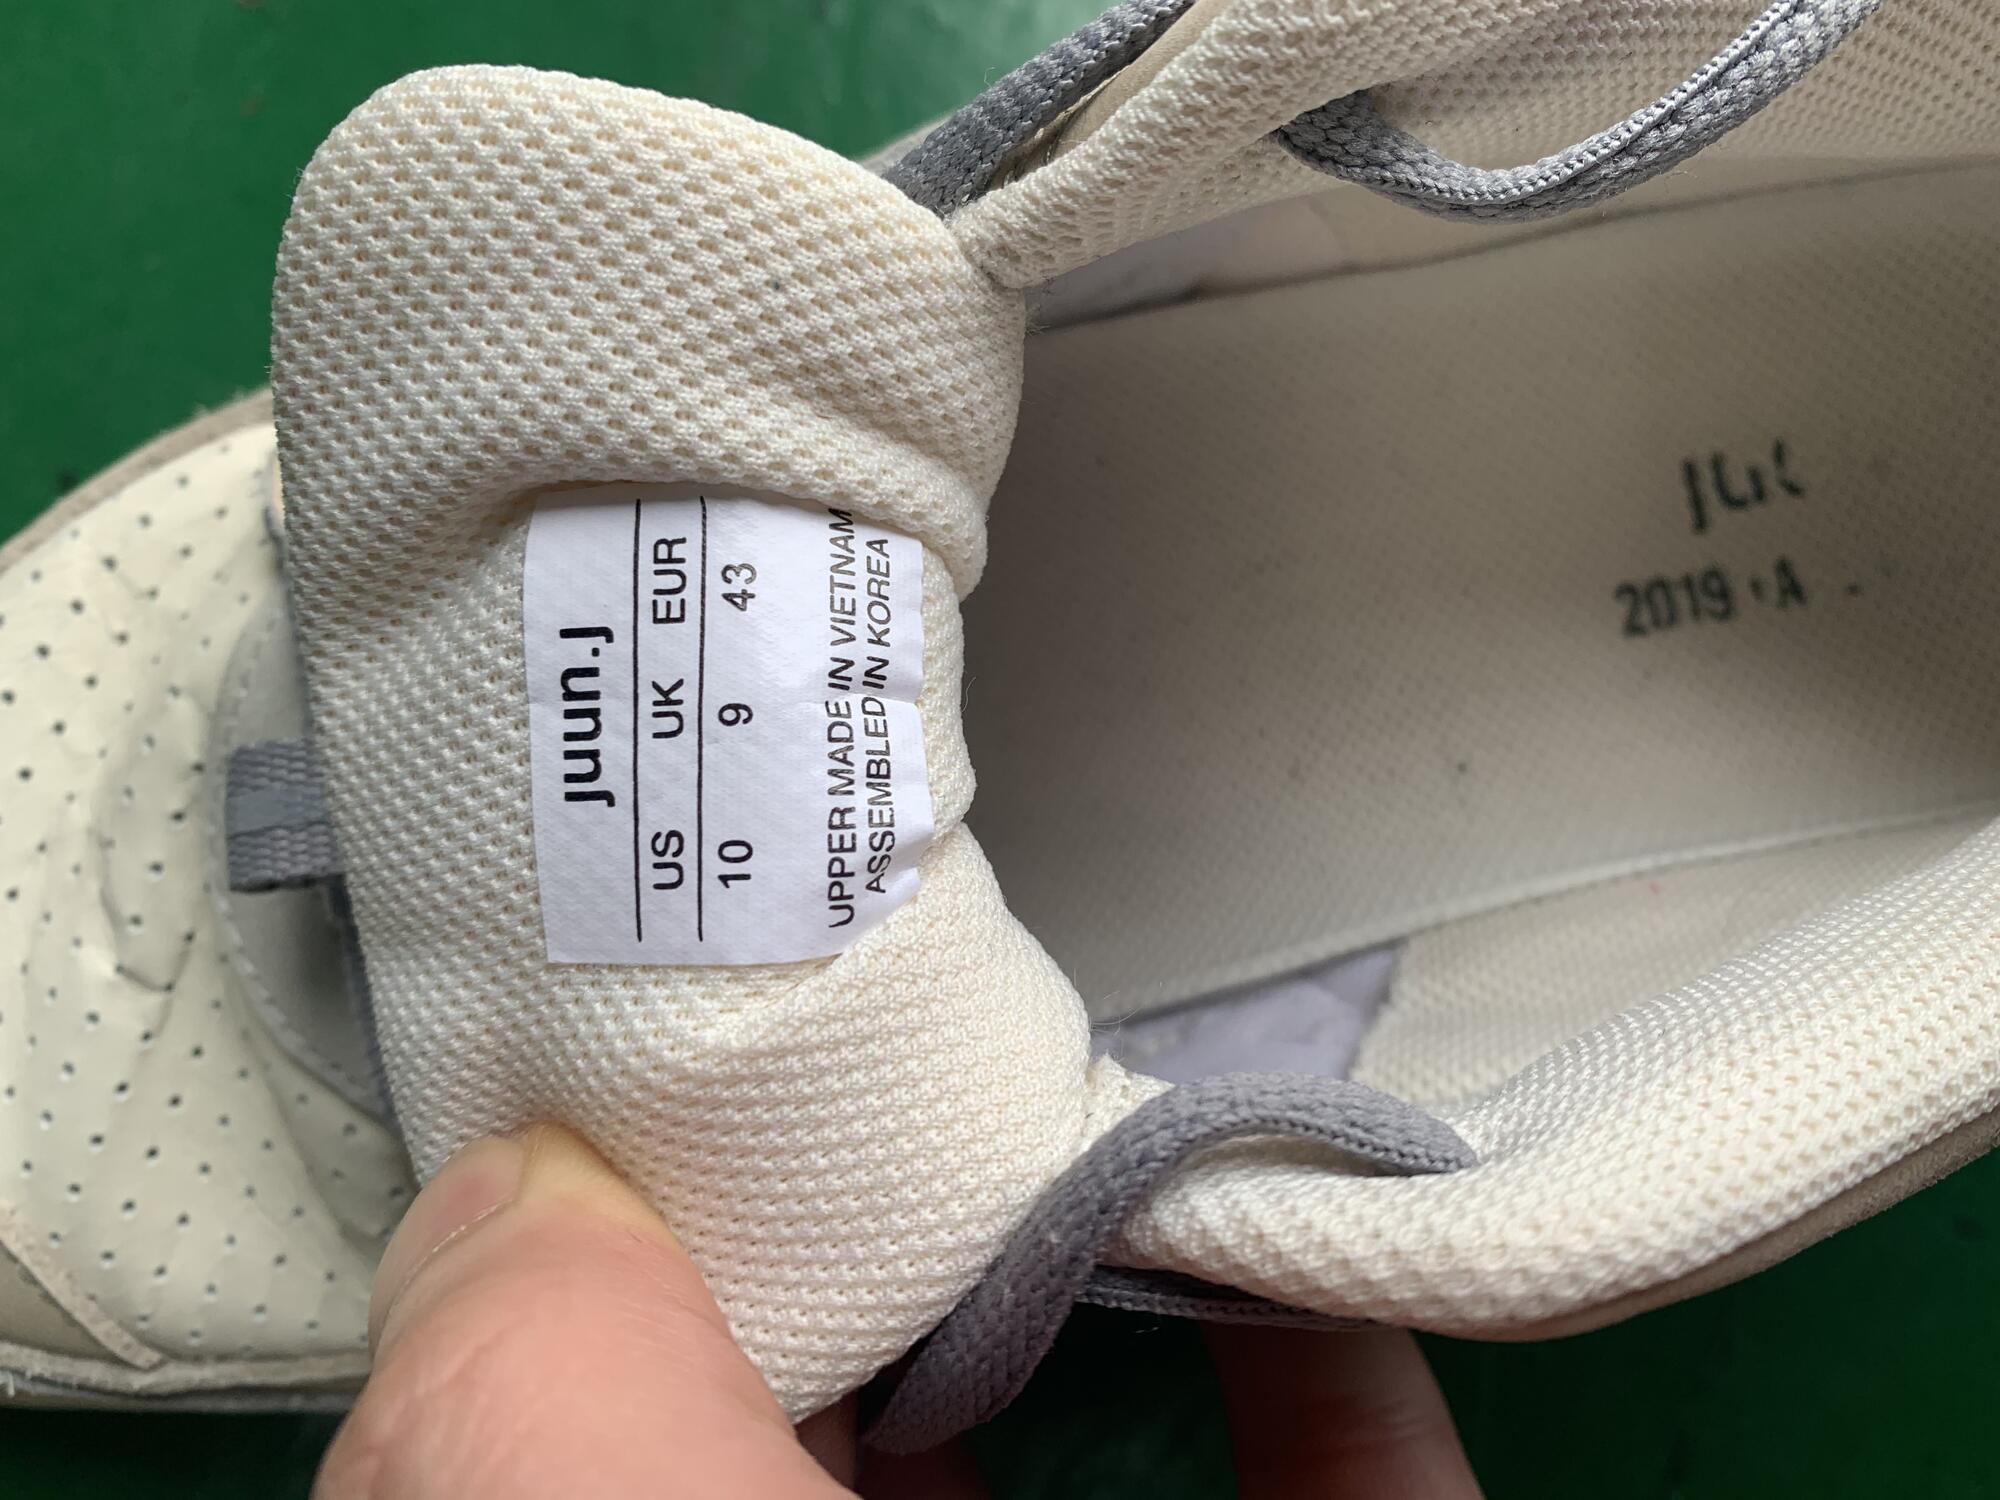 juun.J
US UK EUR
10 9 43
UPPER MADE IN VIETNAM
ASSEMBLED IN KOREA
2019